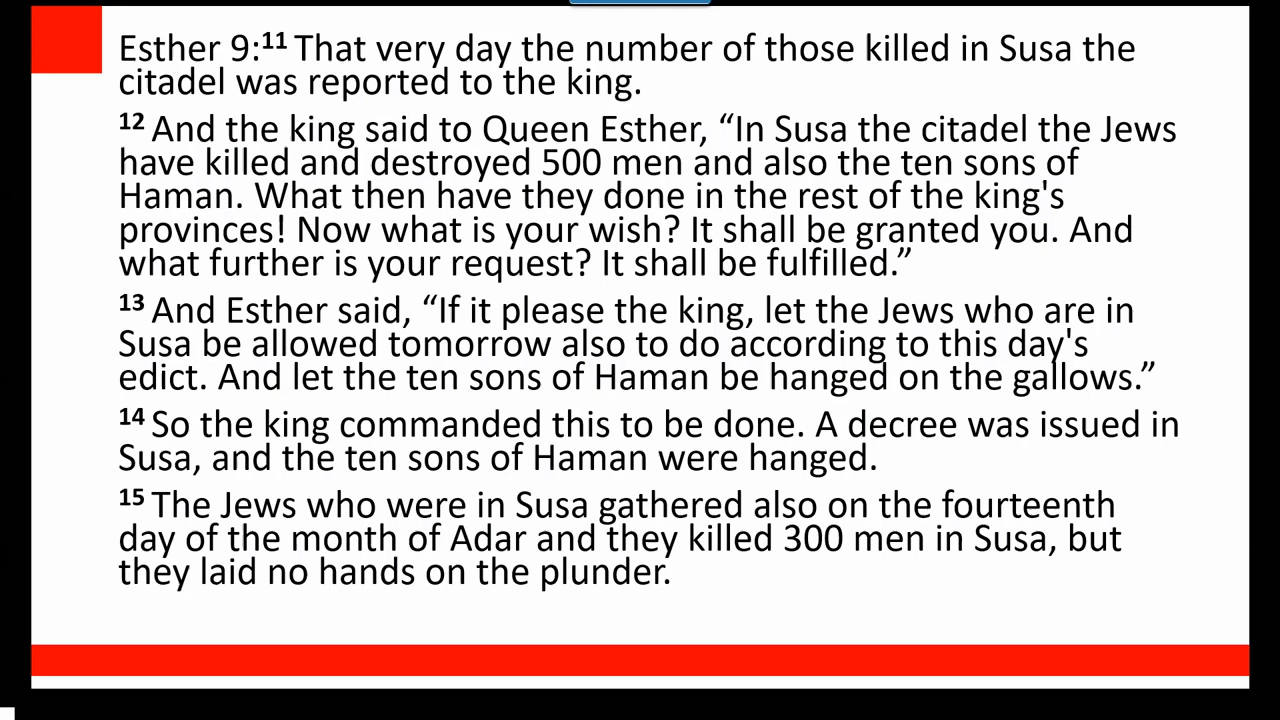 Esther 9:11 That very day the number of those killed in Susa the
citadel was reported to the king.
12 And the king said to Queen Esther, “In Susa the citadel the Jews
have killed and destroyed 500 men and also the ten sons of
Haman. What then have they done in the rest of the king's
provinces! Now what is your wish? It shall be granted you. And
what further is your request? It shall be fulfilled.”
13 And Esther said, “If it please the king, let the Jews who are in
Susa be allowed tomorrow also to do according to this day's
edict. And let the ten sons of Haman be hanged on the gallows.”
14 So the king commanded this to be done. A decree was issued in
Susa, and the ten sons of Haman were hanged.
15 The Jews who were in Susa gathered also on the fourteenth
day of the month of Adar and they killed 300 men in Susa, but
they laid no hands on the plunder.